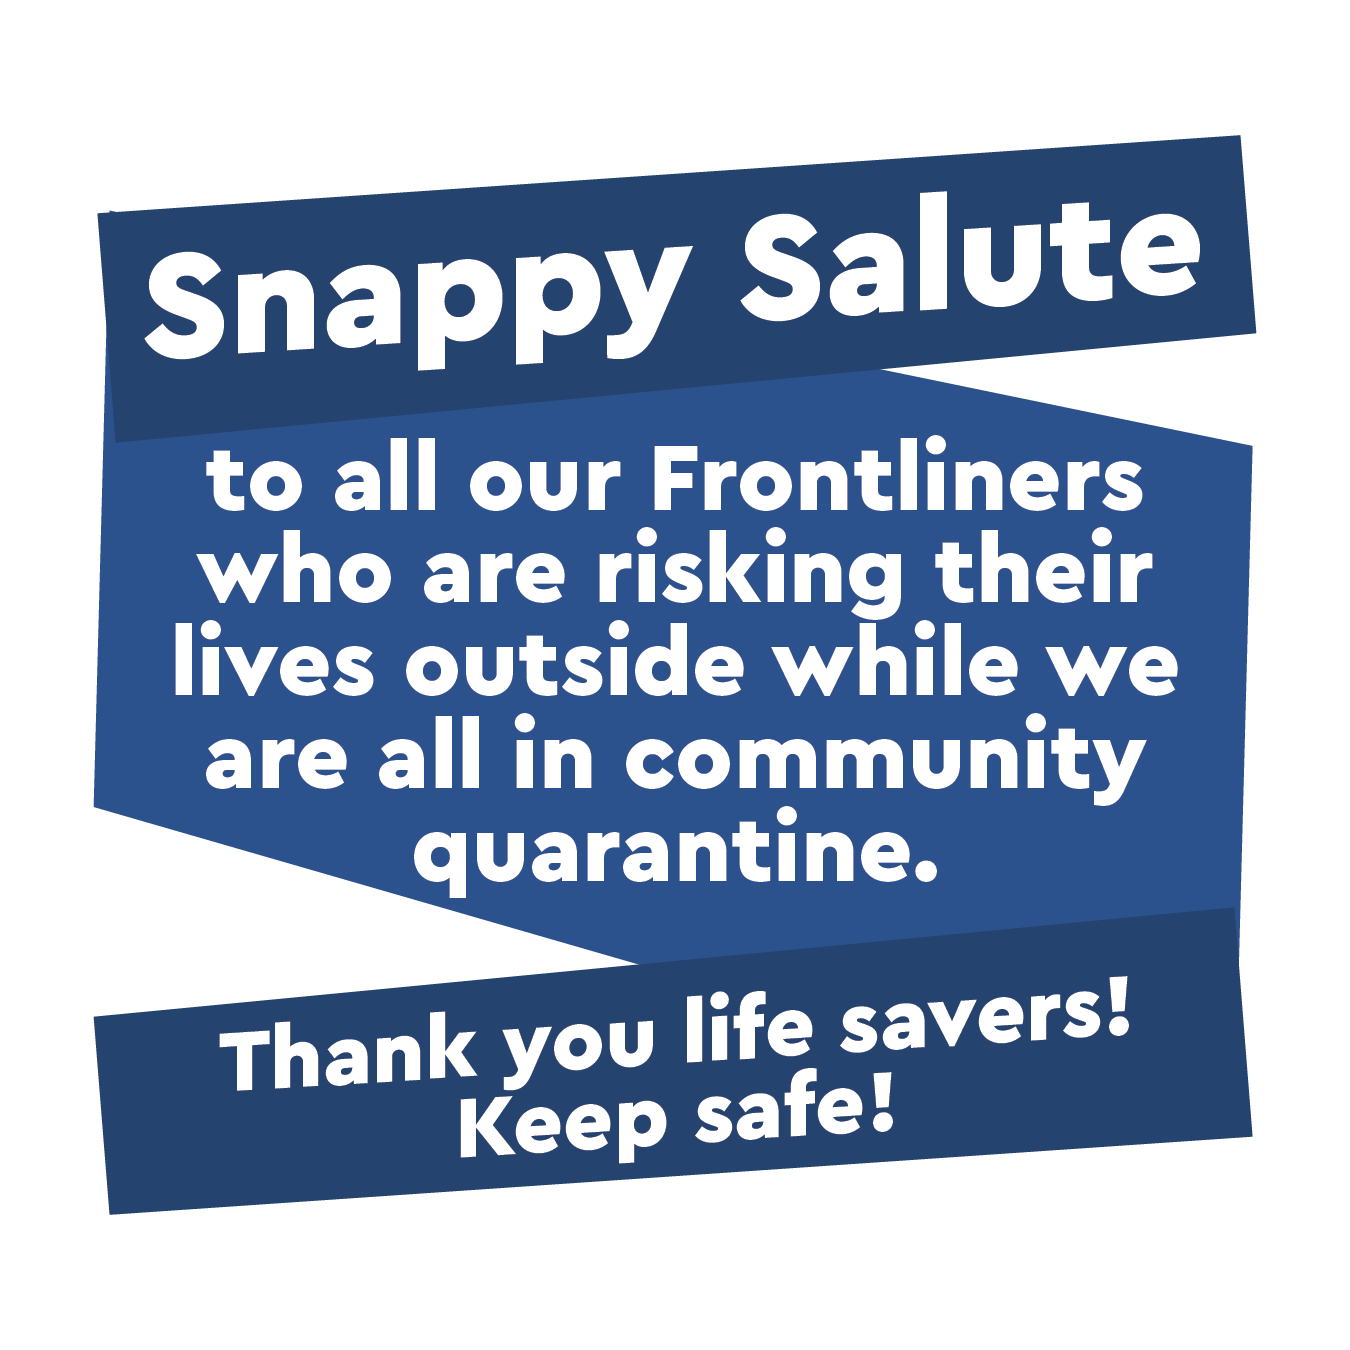 Snappy Salute
to all our Frontliners
who are risking their
lives outside while we
are all in community
quarantine.
Thank you life savers!
Keep safe!